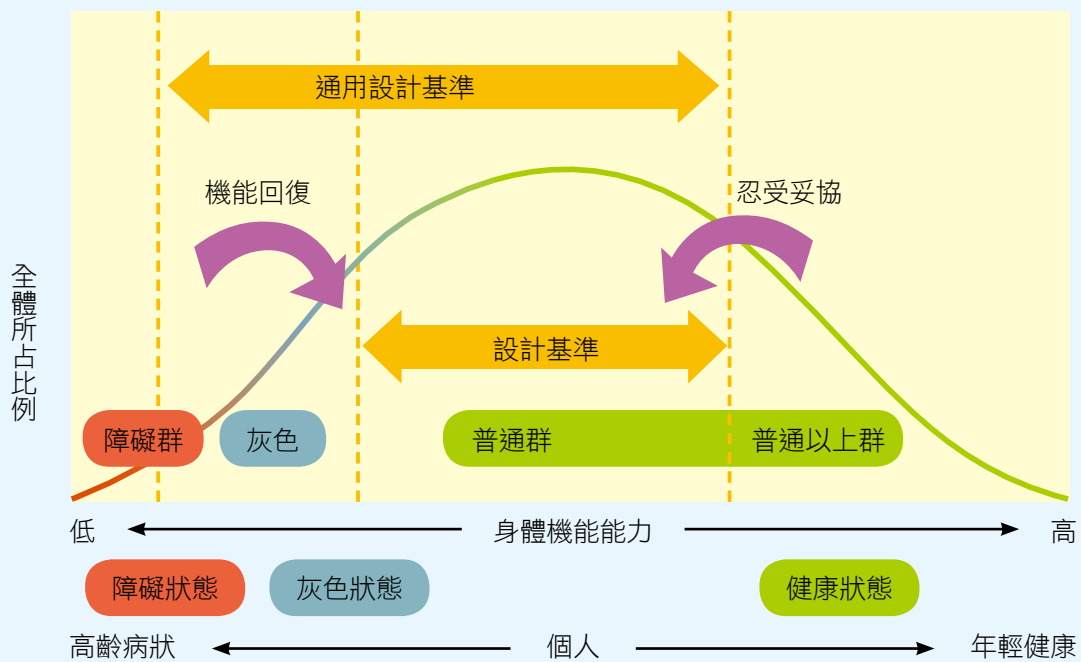 通用設計基準
機能回復
忍受妥協
全體所占比例
設計基準
障礙群
灰色
普通群
普通以上群
低
身體機能能力
高
障礙狀態
灰色狀態
健康狀態
高齡病狀
個人
年輕健康